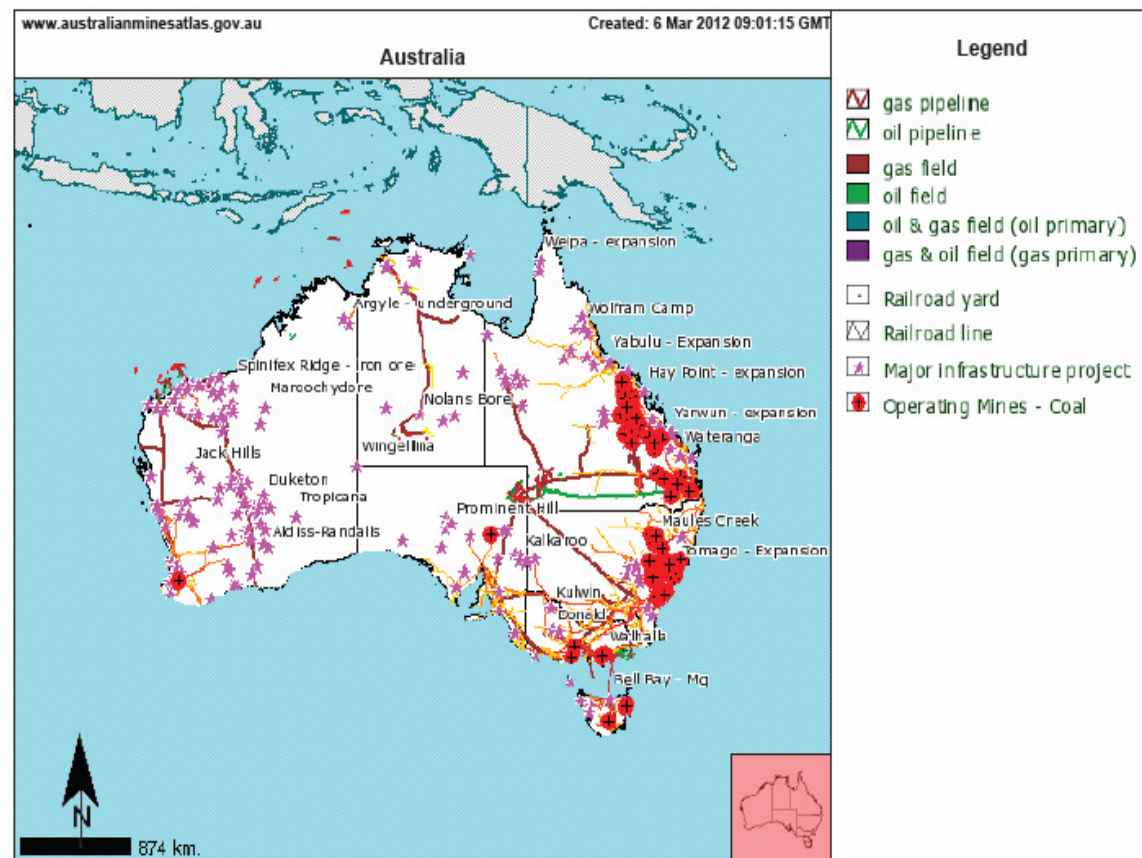 www.australianminesatlas.gov.au
Created: 6 Mar 2012 09:01:15 GMT
Australia
Legend
gas pipeline
oil pipeline
gas field
oil field
oil & gas field (oil primary)
gas & oil field (gas primary)
Railroad yard
Railroad line
Major infrastructure project
Operating Mines - Coal
Weipa - expansion
Argyle - underground
Wolfram Camp
Yabulu - Expansion
Spinifex Ridge - iron ore
Hay Point - expansion
Maroochydore
Nolans Bore
Yarwun - expansion
Wateranga
Wingellina
Jack Hills
Duketon
Tropicana
Prominent Hill
Maules Creek
Aldiss-Randalls
Kalkaroo
Tomago - Expansion
Kulwin
Donald
Walhalla
Bell Bay - Mg
N
874 km.